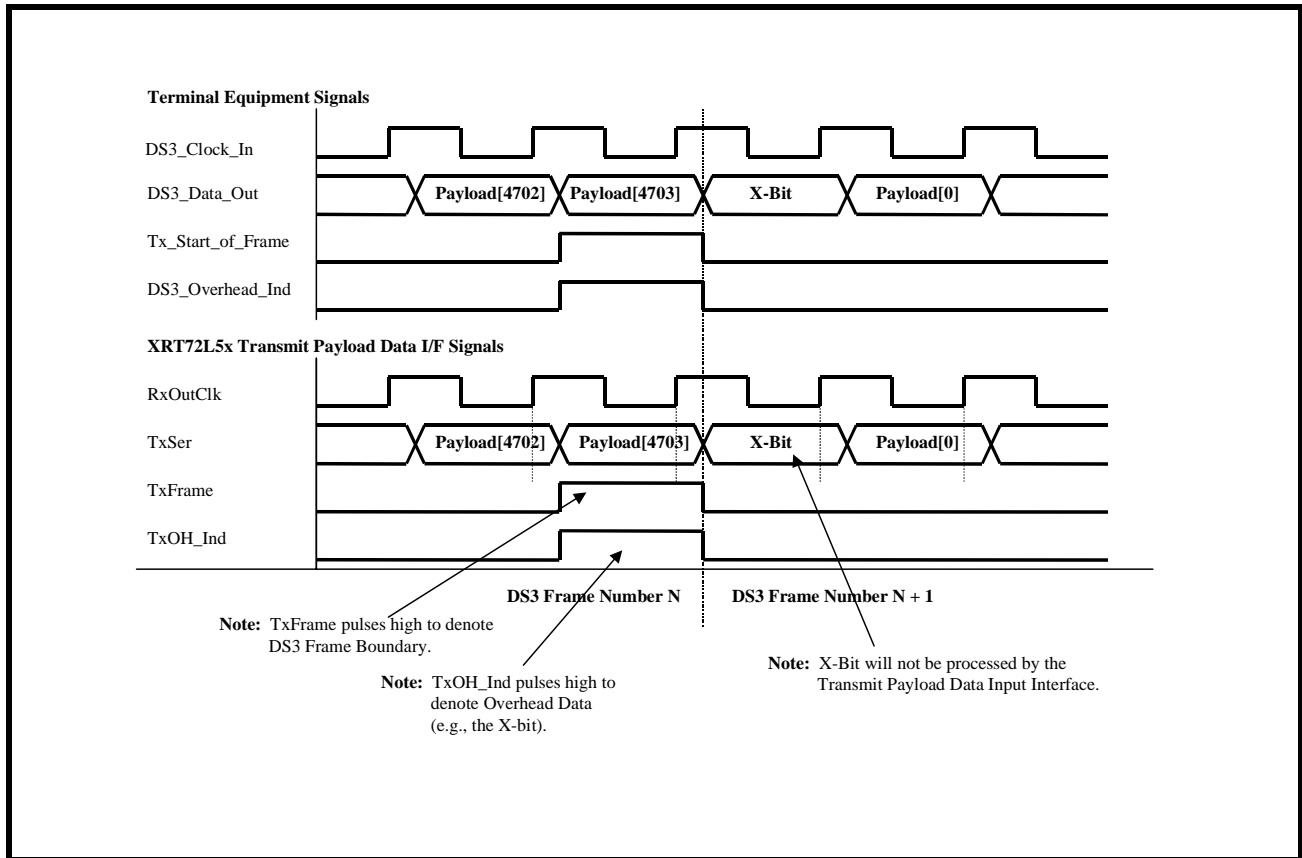 Terminal Equipment Signals
DS3_Clock_In
DS3_Data_Out
Payload[4702]
Payload[4703]
X-Bit
Payload[0]
Tx_Start_of_Frame
DS3_Overhead_Ind
XRT72L5x Transmit Payload Data I/F Signals
RxOutClk
TxSer
Payload[4702]
Payload[4703]
X-Bit
Payload[0]
TxFrame
TxOH_Ind
DS3 Frame Number N
DS3 Frame Number N + 1
Note: TxFrame pulses high to denote
DS3 Frame Boundary.
Note: TxOH_Ind pulses high to
denote Overhead Data
(e.g., the X-bit).
Note: X-Bit will not be processed by the
Transmit Payload Data Input Interface.